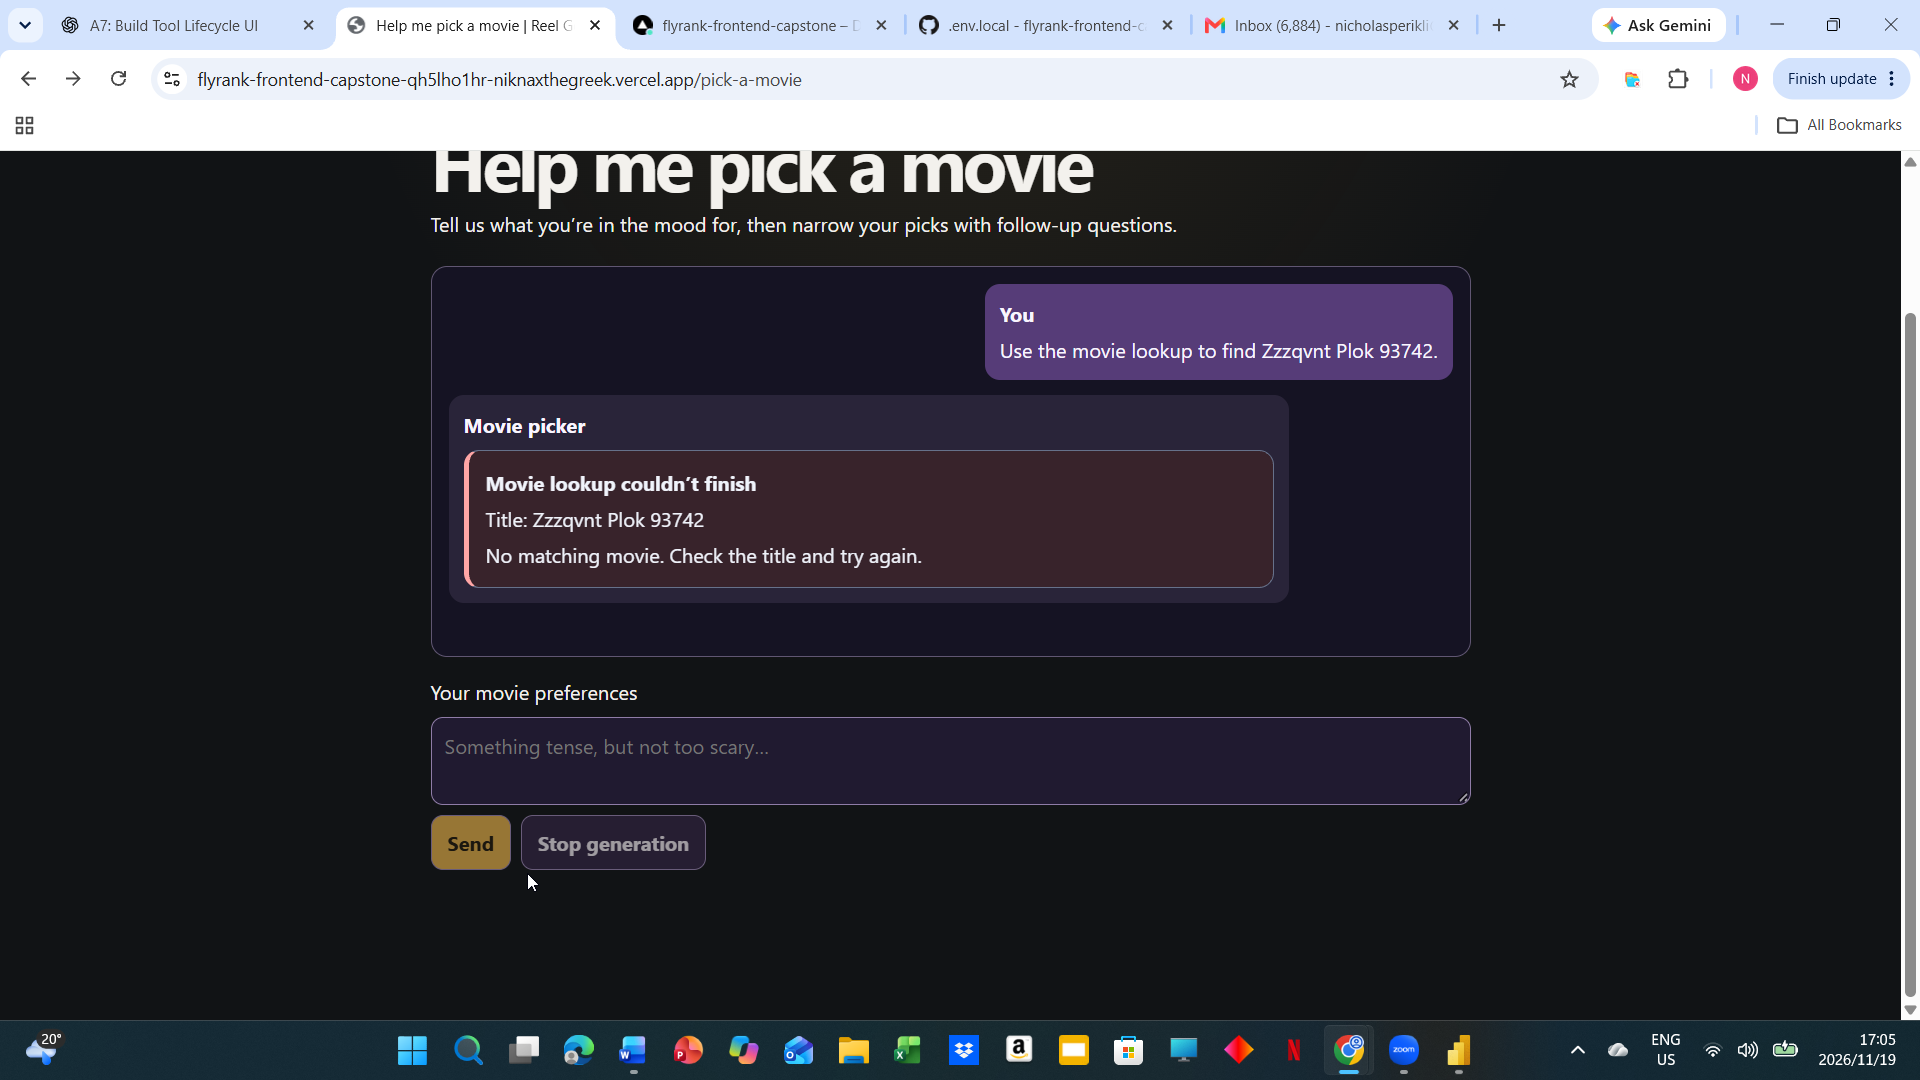 A7: Build Tool Lifecycle UI
Help me pick a movie | Reel G
flyrank-frontend-capstone – D
.env.local - flyrank-frontend-c
Inbox (6,884) - nicholasperikli
Ask Gemini
flyrank-frontend-capstone-qh5lho1hr-niknaxthegreek.vercel.app/pick-a-movie
N
Finish update
All Bookmarks
Help me pick a movie
Tell us what you’re in the mood for, then narrow your picks with follow-up questions.
You
Use the movie lookup to find Zzzqvnt Plok 93742.
Movie picker
Movie lookup couldn’t finish
Title: Zzzqvnt Plok 93742
No matching movie. Check the title and try again.
Your movie preferences
Something tense, but not too scary…
Send
Stop generation
20°
zoom
ENG
US
17:05
2026/11/19